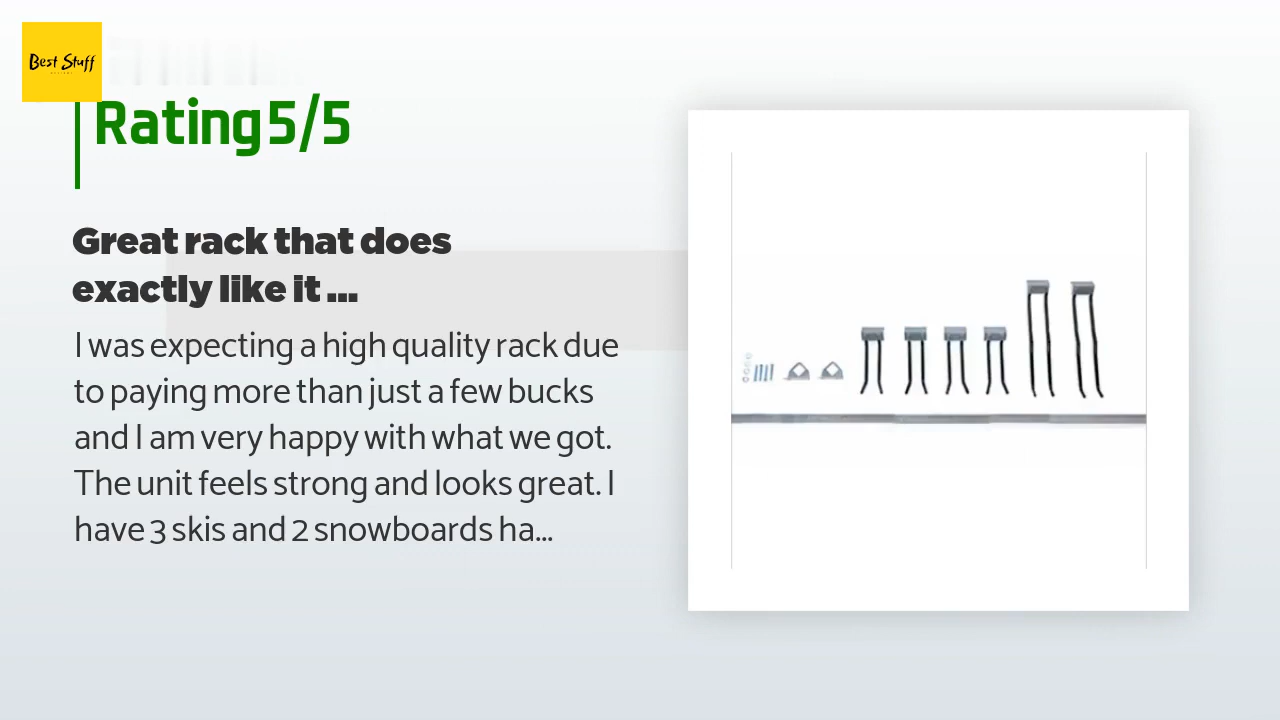 Best Stuff
Rating 5/5
Great rack that does
exactly like it ...
I was expecting a high quality rack due
to paying more than just a few bucks
and I am very happy with what we got.
The unit feels strong and looks great. I
have 3 skis and 2 snowboards ha...